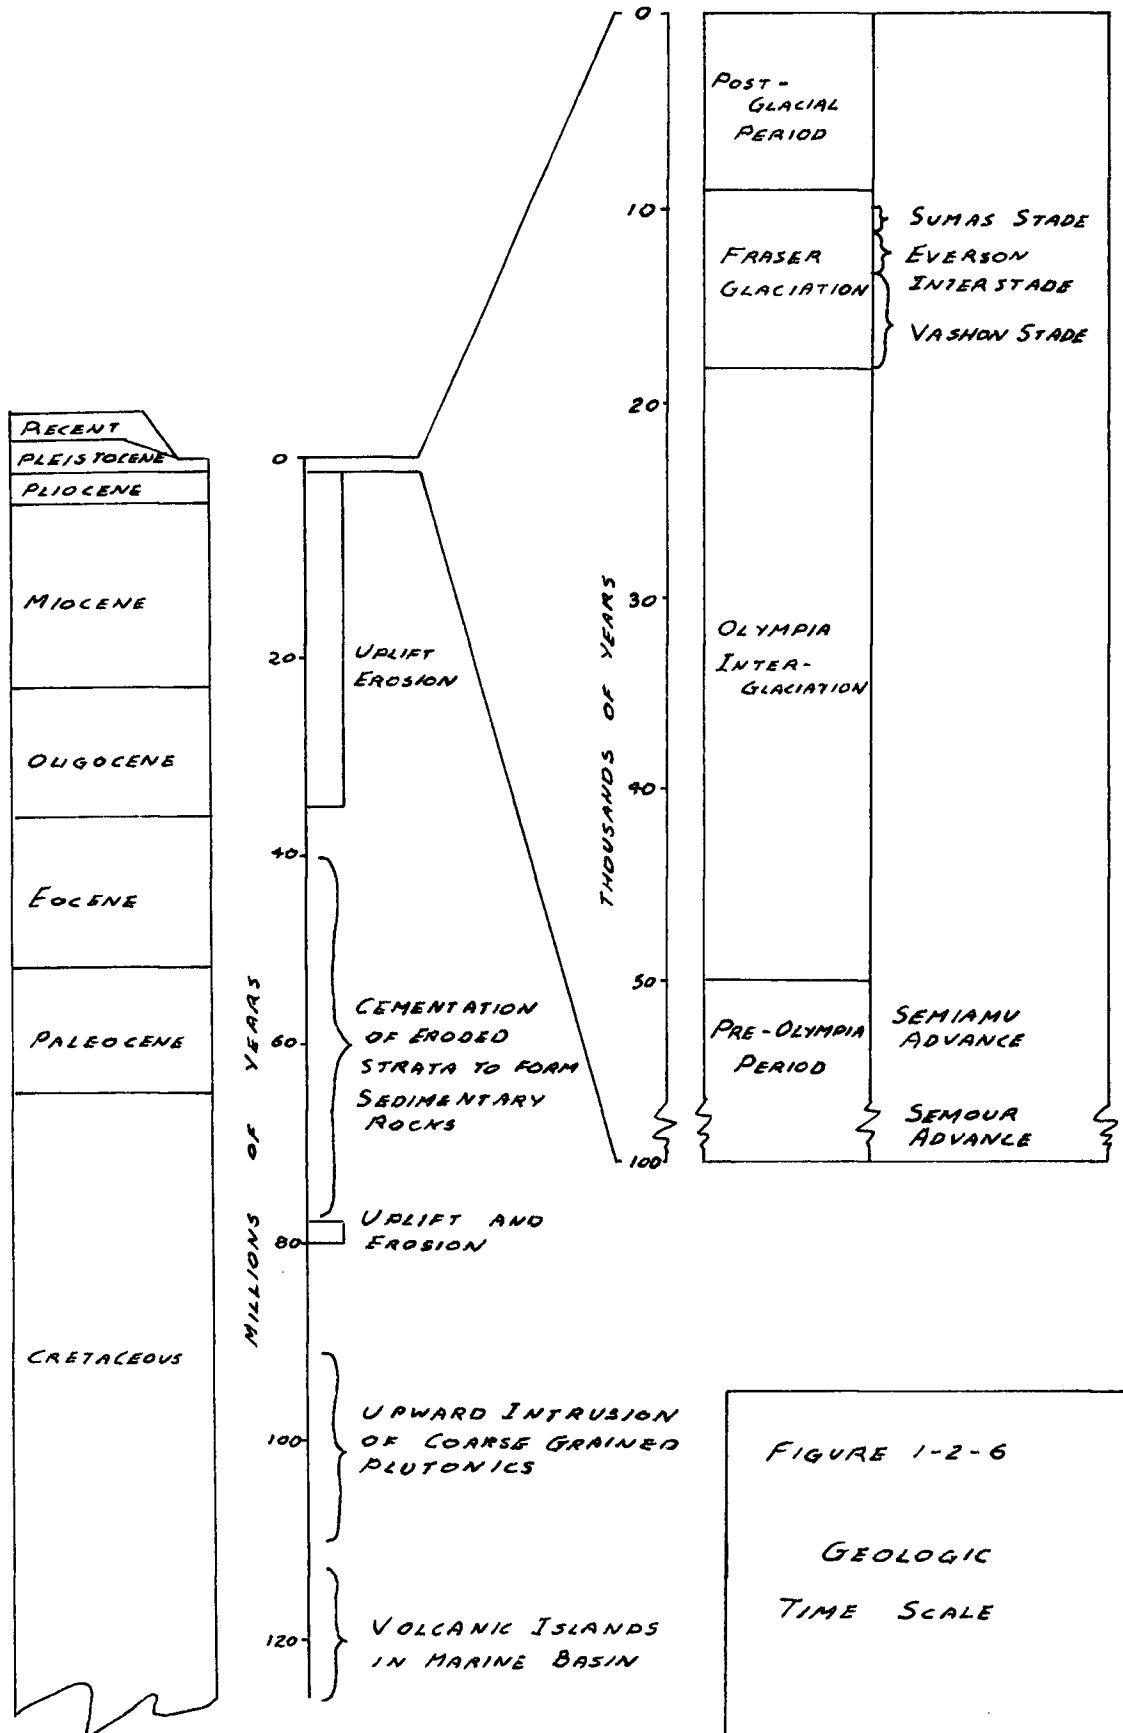 RECENT
PLEISTOCENE
PLIOCENE
MIOCENE
OLIGOCENE
EOCENE
PALEOCENE
CRETACEOUS
MILLIONS OF YEARS
0
20
40
60
80
100
120
UPLIFT
EROSION
CEMENTATION
OF ERODED
STRATA TO FORM
SEDIMENTARY
ROCKS
UPLIFT AND
EROSION
UPWARD INTRUSION
OF COARSE GRAINED
PLUTONICS
VOLCANIC ISLANDS
IN MARINE BASIN
THOUSANDS OF YEARS
0
10
20
30
40
50
100
POST-
GLACIAL
PERIOD
FRASER
GLACIATION
OLYMPIA
INTER-
GLACIATION
PRE-OLYMPIA
PERIOD
SUMAS STADE
EVERSON
INTERSTADE
VASHON STADE
SEMIAMU
ADVANCE
SEMOUR
ADVANCE
FIGURE 1-2-6
GEOLOGIC
TIME SCALE